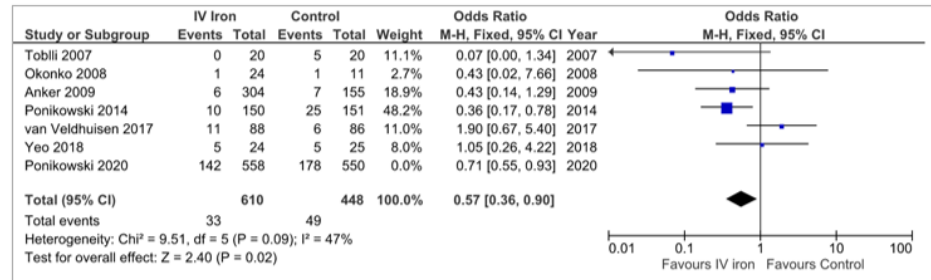 IV Iron Control Odds Ratio Odds Ratio
Study or Subgroup Events Total Events Total Weight M-H, Fixed, 95% CI Year M-H, Fixed, 95% CI
Toblli 2007 0 20 5 20 11.1% 0.07 [0.00, 1.34] 2007
Okonko 2008 1 24 1 11 2.7% 0.43 [0.02, 7.66] 2008
Anker 2009 6 304 7 155 18.9% 0.43 [0.14, 1.29] 2009
Ponikowski 2014 10 150 25 151 48.2% 0.36 [0.17, 0.78] 2014
van Veldhuisen 2017 11 88 6 86 11.0% 1.90 [0.67, 5.40] 2017
Yeo 2018 5 24 5 25 8.0% 1.05 [0.26, 4.22] 2018
Ponikowski 2020 142 558 178 550 0.0% 0.71 [0.55, 0.93] 2020
Total (95% CI) 610 448 100.0% 0.57 [0.36, 0.90]
Total events 33 49
Heterogeneity: Chi² = 9.51, df = 5 (P = 0.09); I² = 47%
Test for overall effect: Z = 2.40 (P = 0.02)
0.01 0.1 1 10 100
Favours IV iron Favours Control